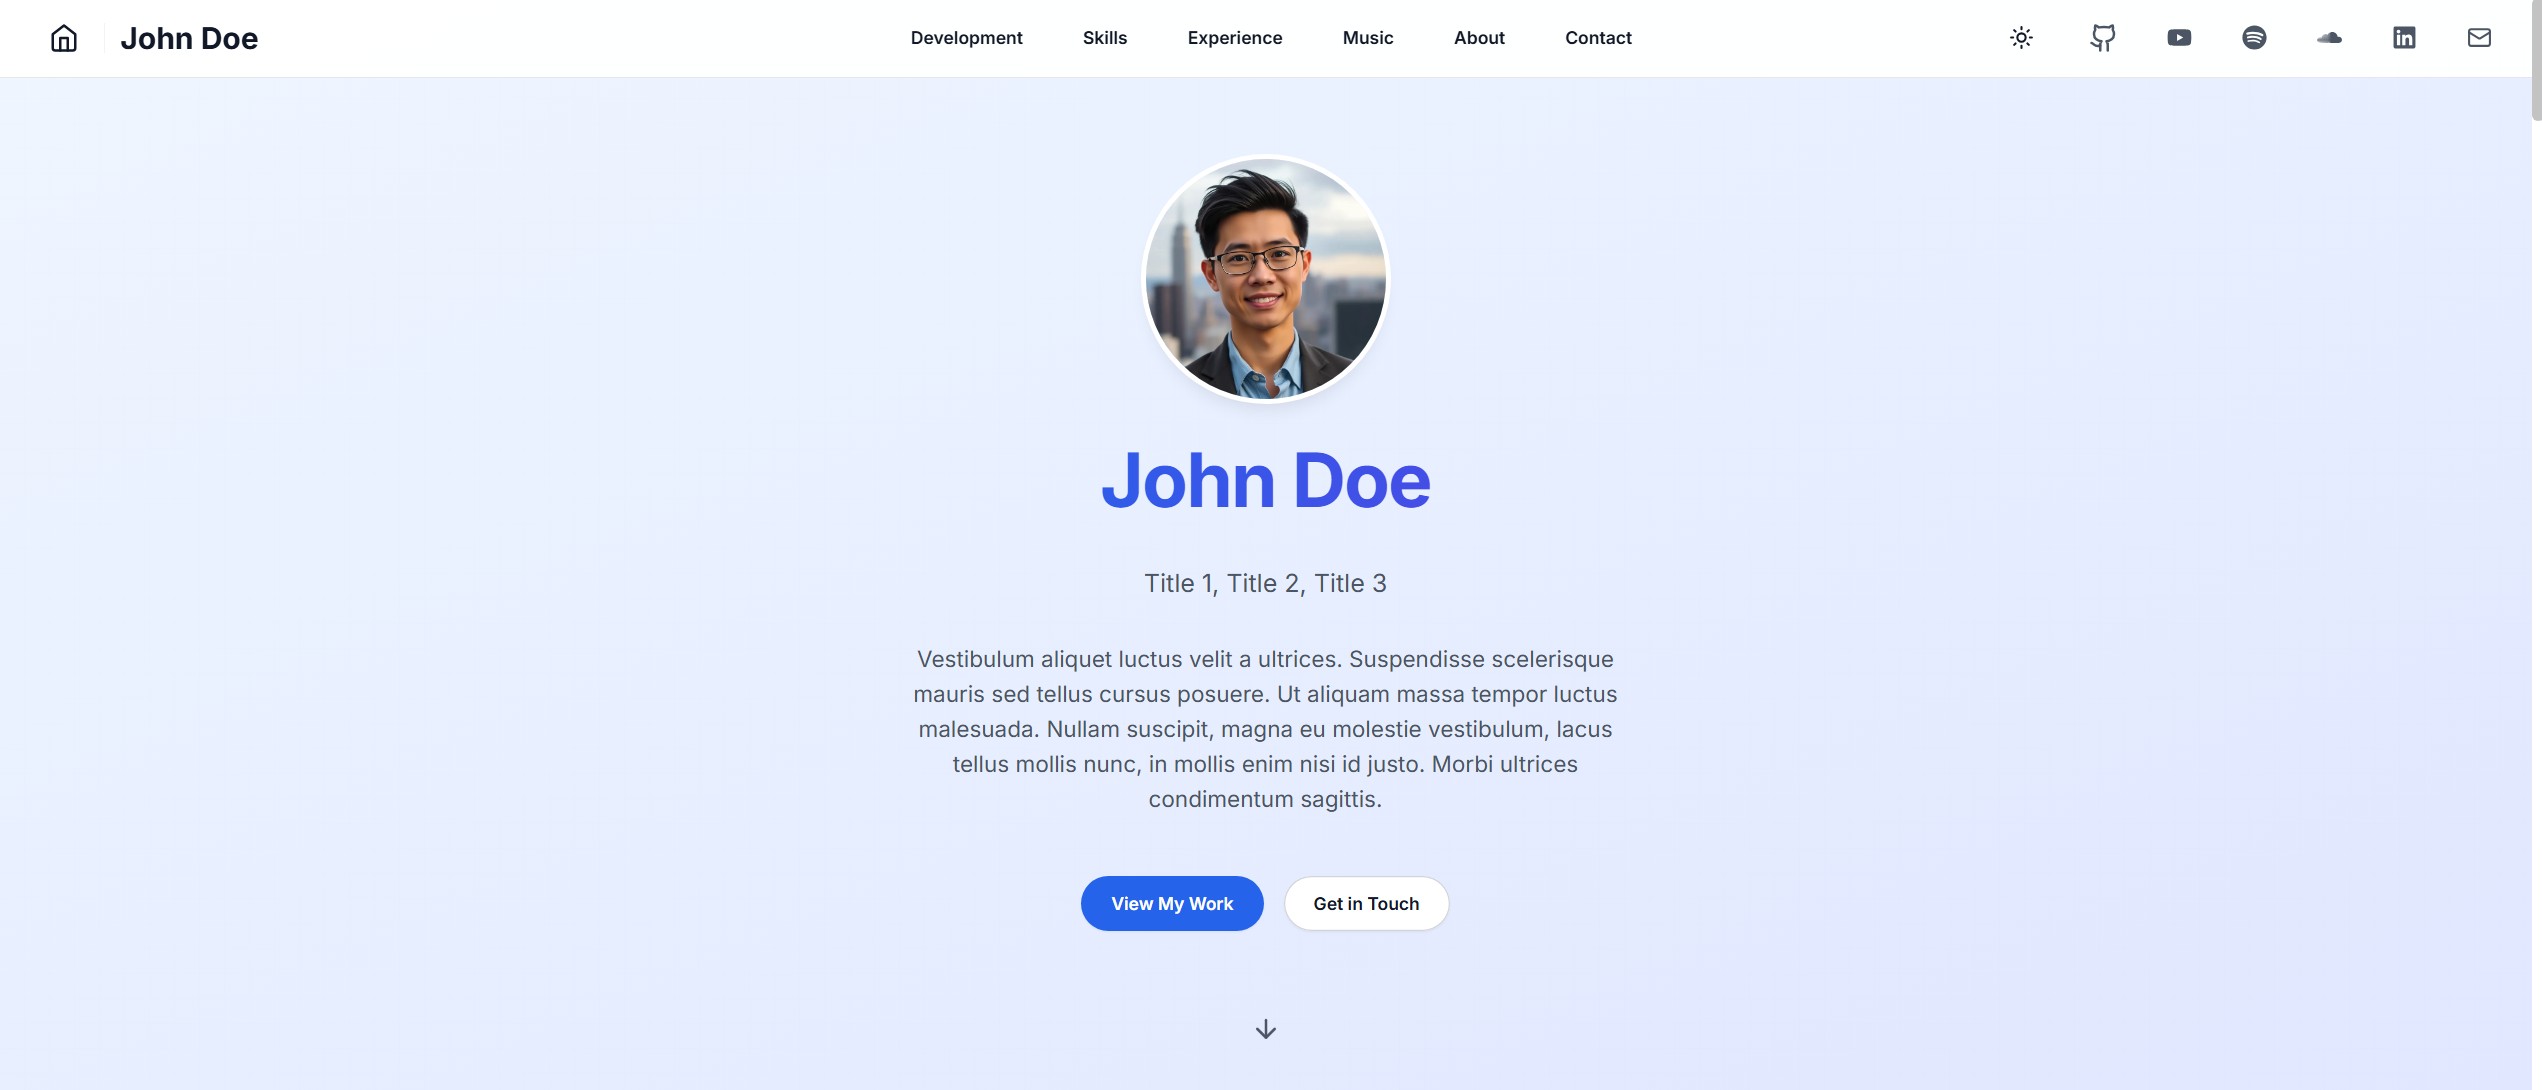 John Doe
Development Skills Experience Music About Contact
John Doe
Title 1, Title 2, Title 3
Vestibulum aliquet luctus velit a ultrices. Suspendisse scelerisque
mauris sed tellus cursus posuere. Ut aliquam massa tempor luctus
malesuada. Nullam suscipit, magna eu molestie vestibulum, lacus
tellus mollis nunc, in mollis enim nisi id justo. Morbi ultrices
condimentum sagittis.
View My Work
Get in Touch